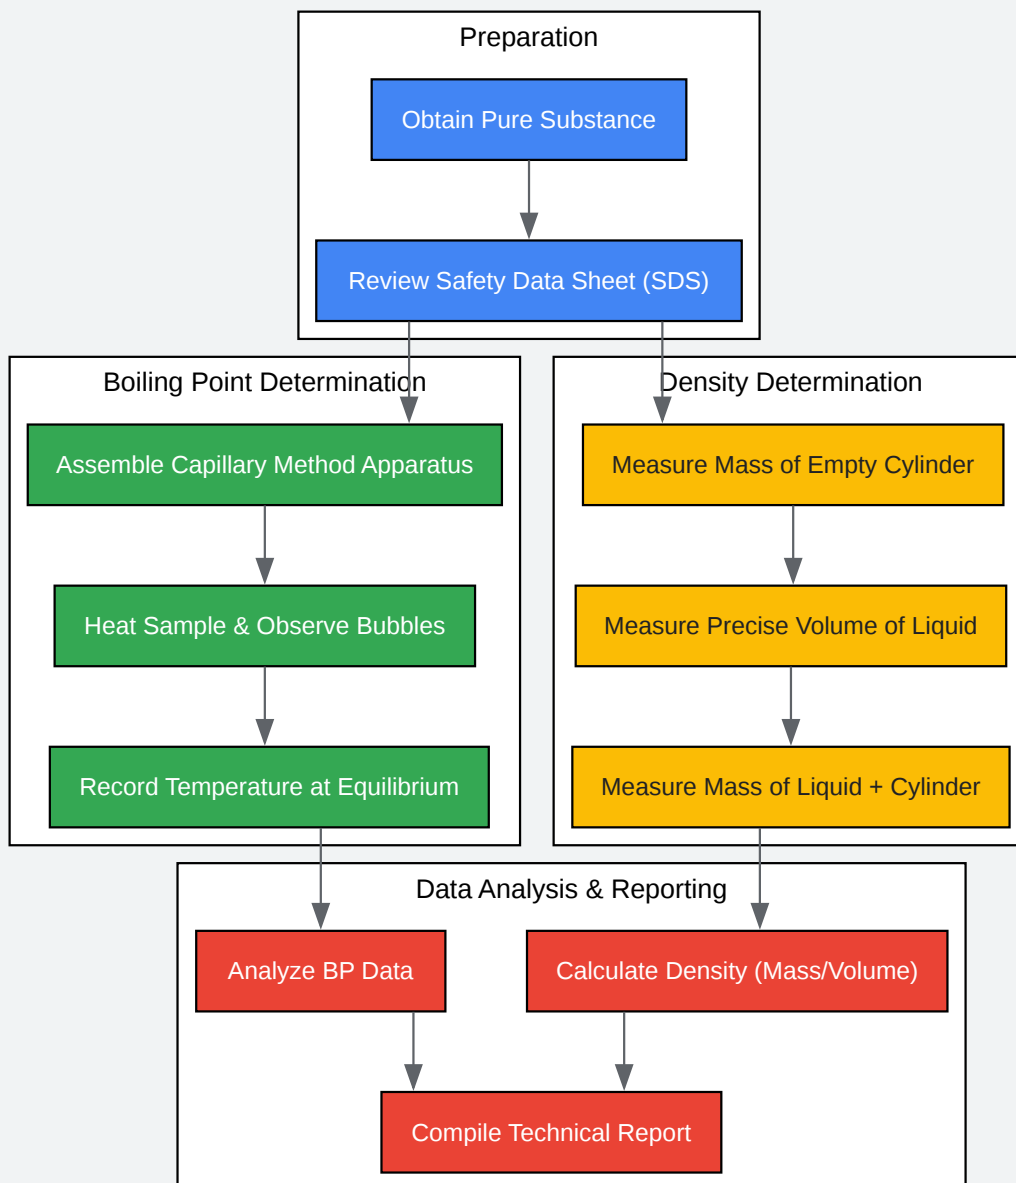 Preparation
Obtain Pure Substance
Review Safety Data Sheet (SDS)
Boiling Point Determination
Assemble Capillary Method Apparatus
Heat Sample & Observe Bubbles
Record Temperature at Equilibrium
Density Determination
Measure Mass of Empty Cylinder
Measure Precise Volume of Liquid
Measure Mass of Liquid + Cylinder
Data Analysis & Reporting
Analyze BP Data
Calculate Density (Mass/Volume)
Compile Technical Report